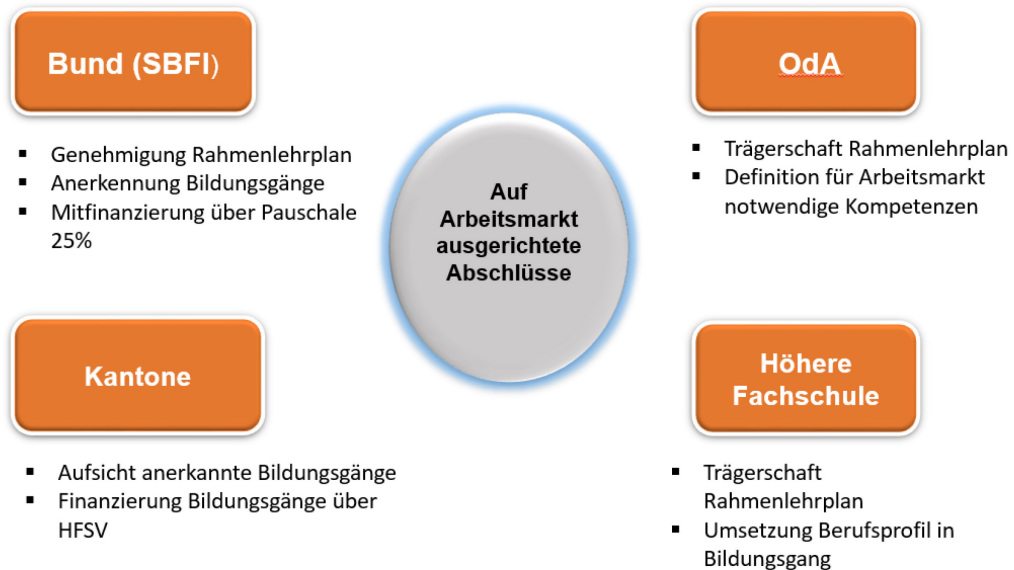 Bund (SBFI)
▪ Genehmigung Rahmenlehrplan
▪ Anerkennung Bildungsgänge
▪ Mitfinanzierung über Pauschale
25%
OdA
▪ Trägerschaft Rahmenlehrplan
▪ Definition für Arbeitsmarkt
notwendige Kompetenzen
Auf
Arbeitsmarkt
ausgerichtete
Abschlüsse
Kantone
▪ Aufsicht anerkannte Bildungsgänge
▪ Finanzierung Bildungsgänge über
HFSV
Höhere
Fachschule
▪ Trägerschaft
Rahmenlehrplan
▪ Umsetzung Berufsprofil in
Bildungsgang